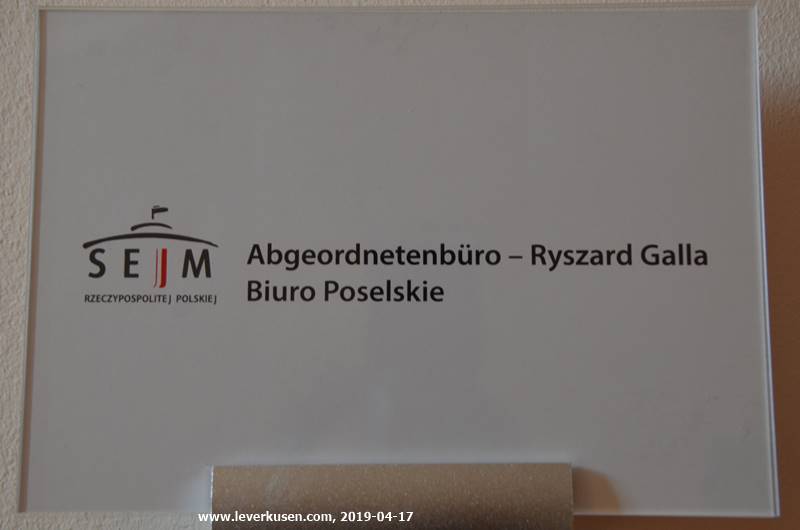 SEJM
RZECZYPOSPOLITEJ POLSKIEJ
Abgeordnetenbüro – Ryszard Galla
Biuro Poselskie
www.leverkusen.com, 2019-04-17